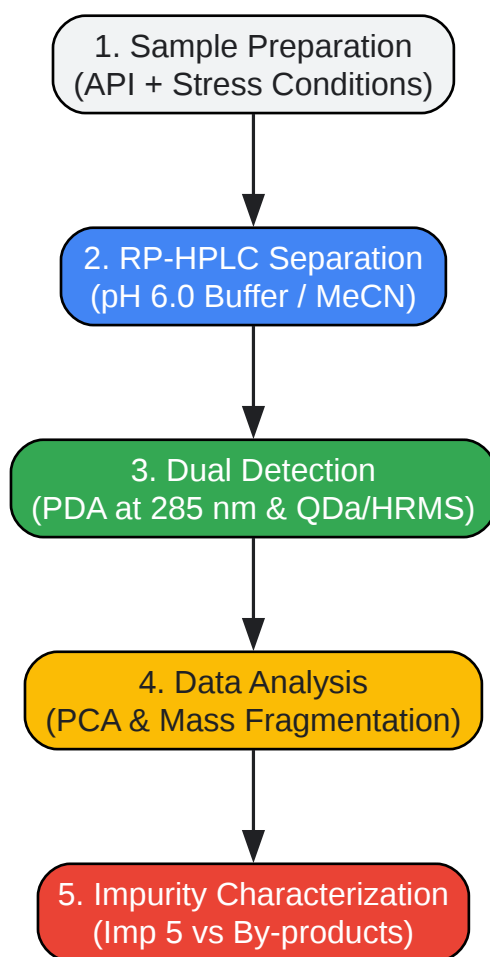 1. Sample Preparation
(API + Stress Conditions)
2. RP-HPLC Separation
(pH 6.0 Buffer / MeCN)
3. Dual Detection
(PDA at 285 nm & QDa/HRMS)
4. Data Analysis
(PCA & Mass Fragmentation)
5. Impurity Characterization
(Imp 5 vs By-products)